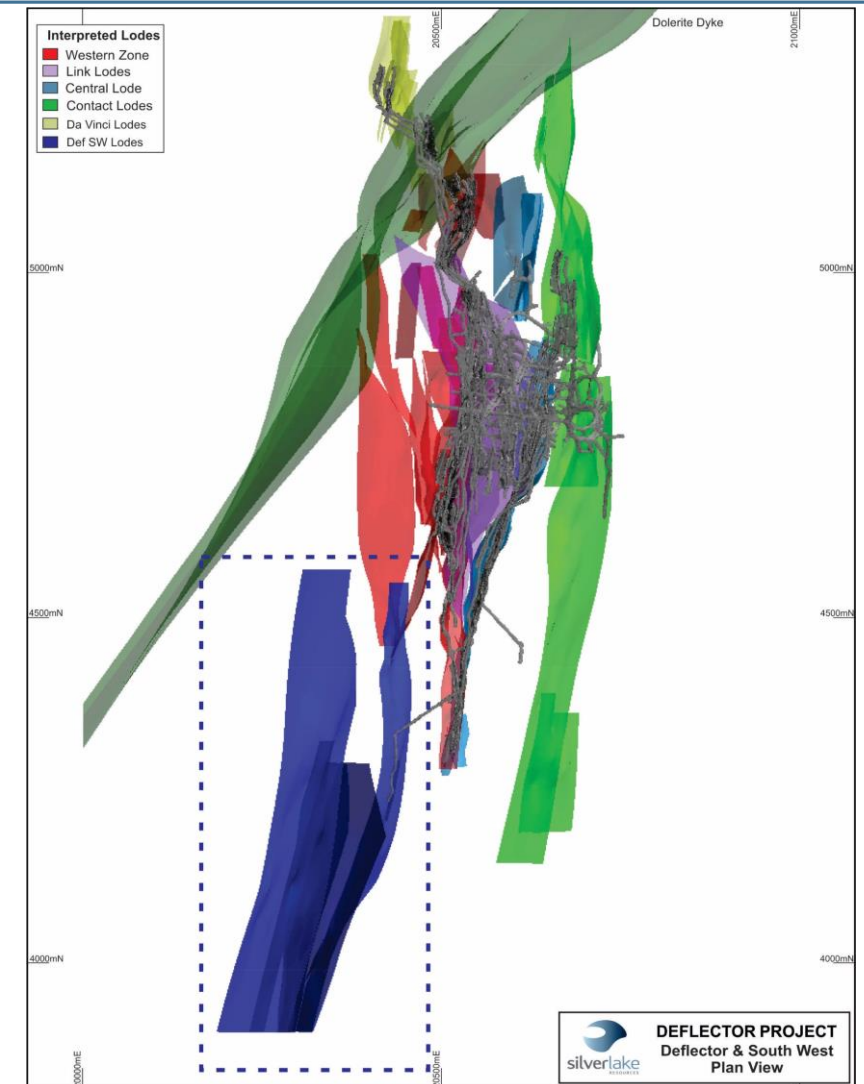 20500mE
21000mE
Dolerite Dyke
Interpreted Lodes
Western Zone
Link Lodes
Central Lode
Contact Lodes
Da Vinci Lodes
Def SW Lodes
5000mN
5000mN
4500mN
4500mN
4000mN
4000mN
20000mE
20500mE
silverlake
RESOURCES
DEFLECTOR PROJECT
Deflector & South West
Plan View